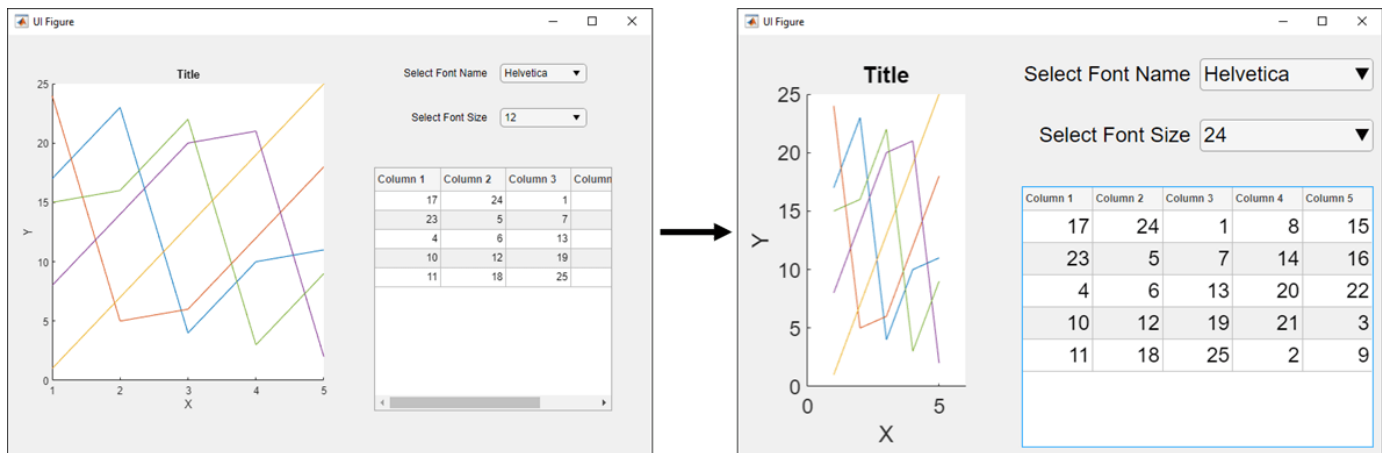 UI Figure
Title
25
20
15
10
5
0
1 2 3 4 5
X
Y
Select Font Name Helvetica
Select Font Size 12
Column 1 Column 2 Column 3 Column
17 24 1
23 5 7
4 6 13
10 12 19
11 18 25
UI Figure
Title
25
20
15
10
5
0
0 5
X
Y
Select Font Name Helvetica
Select Font Size 24
Column 1 Column 2 Column 3 Column 4 Column 5
17 24 1 8 15
23 5 7 14 16
4 6 13 20 22
10 12 19 21 3
11 18 25 2 9